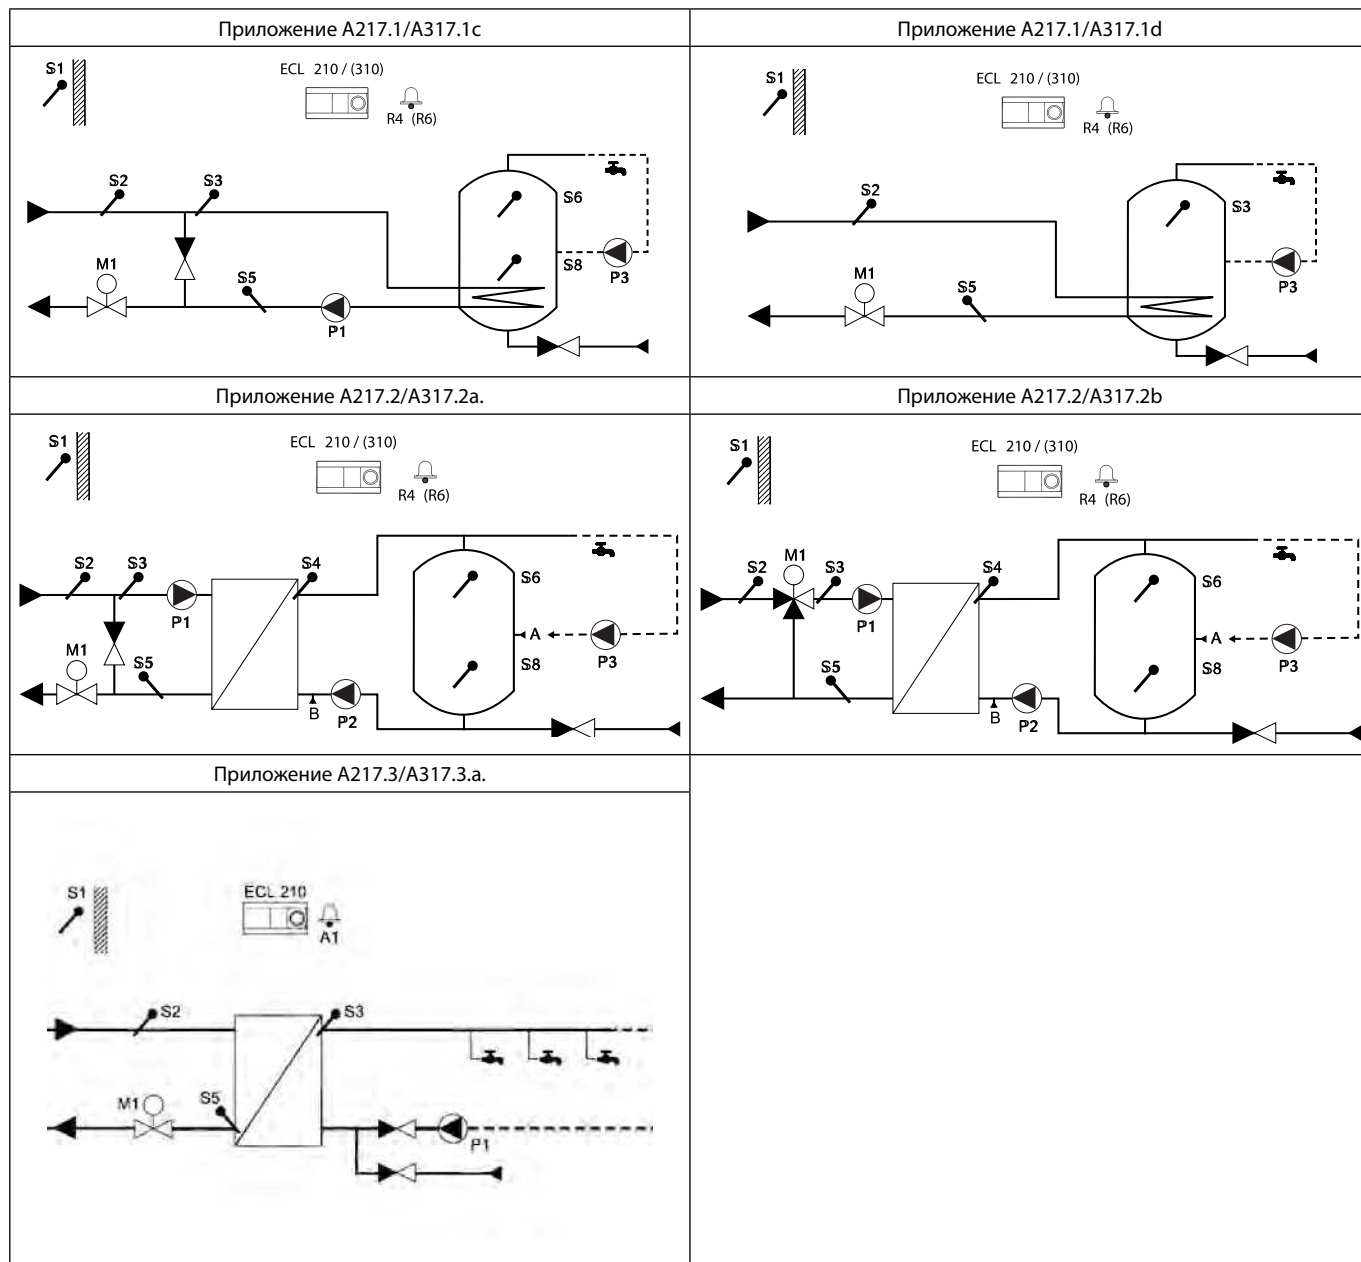 Приложение A217.1/A317.1c
S1
ECL 210 / (310)
R4 (R6)
S2
S3
S6
S8
P3
M1
S5
P1
Приложение A217.1/A317.1d
S1
ECL 210 / (310)
R4 (R6)
S2
S3
M1
S5
P3
Приложение A217.2/A317.2a.
S1
ECL 210 / (310)
R4 (R6)
S2
S3
S4
S6
P1
A
P3
M1
S5
S8
B
P2
Приложение A217.2/A317.2b
S1
ECL 210 / (310)
R4 (R6)
M1
S2
S3
S4
S6
P1
A
P3
S5
S8
B
P2
Приложение A217.3/A317.3.a.
S1
ECL 210
A1
S2
S3
M1
S5
P1